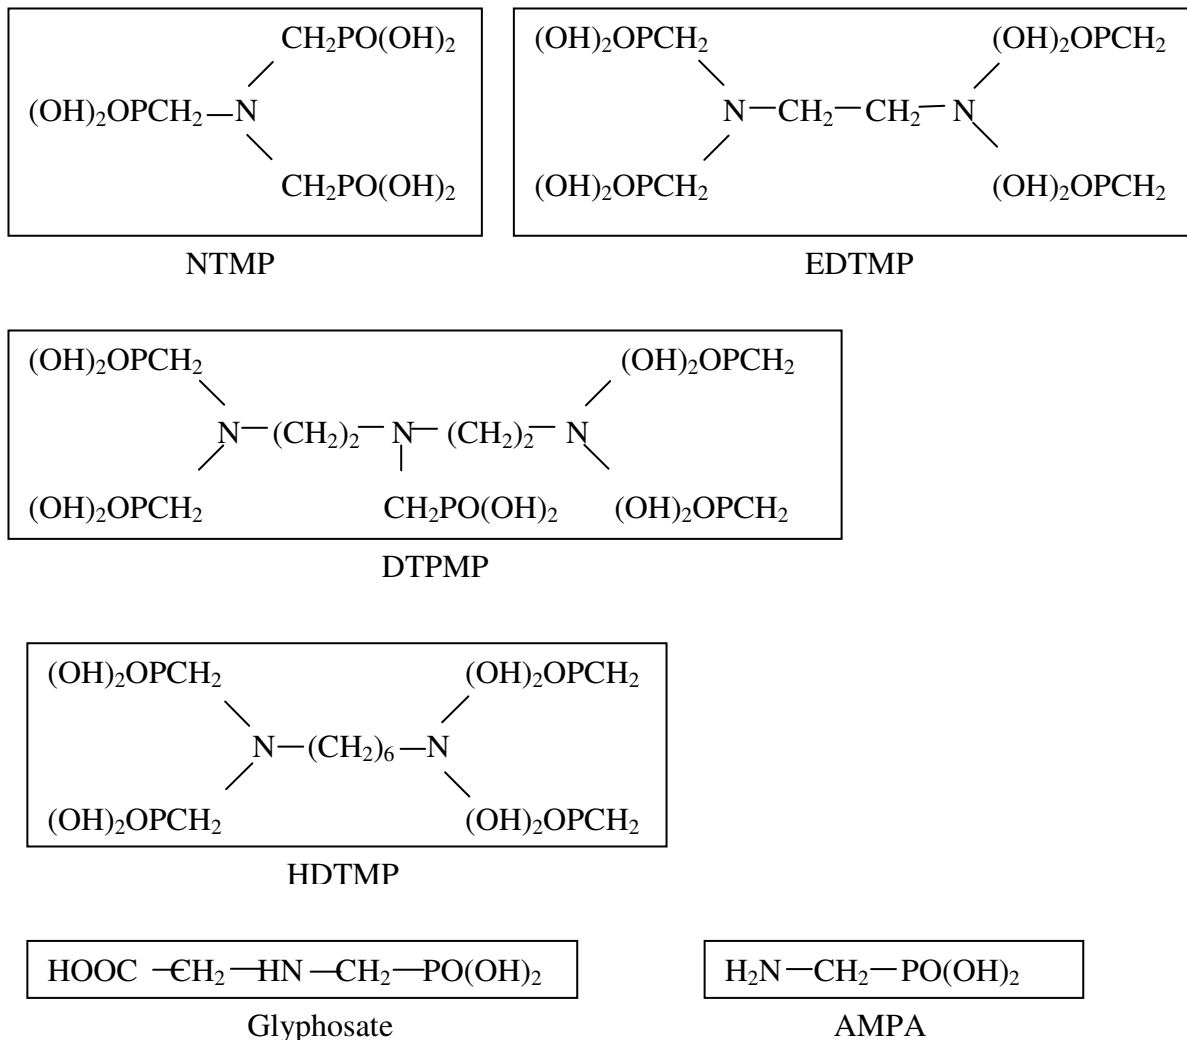 CH₂PO(OH)₂
(OH)₂OPCH₂—N
CH₂PO(OH)₂
NTMP
(OH)₂OPCH₂ (OH)₂OPCH₂
N—CH₂—CH₂—N
(OH)₂OPCH₂ (OH)₂OPCH₂
EDTMP
(OH)₂OPCH₂ (OH)₂OPCH₂
N—(CH₂)₂—N—(CH₂)₂—N
(OH)₂OPCH₂ CH₂PO(OH)₂ (OH)₂OPCH₂
DTPMP
(OH)₂OPCH₂ (OH)₂OPCH₂
N—(CH₂)₆—N
(OH)₂OPCH₂ (OH)₂OPCH₂
HDTMP
HOOC—CH₂—HN—CH₂—PO(OH)₂
Glyphosate
H₂N—CH₂—PO(OH)₂
AMPA